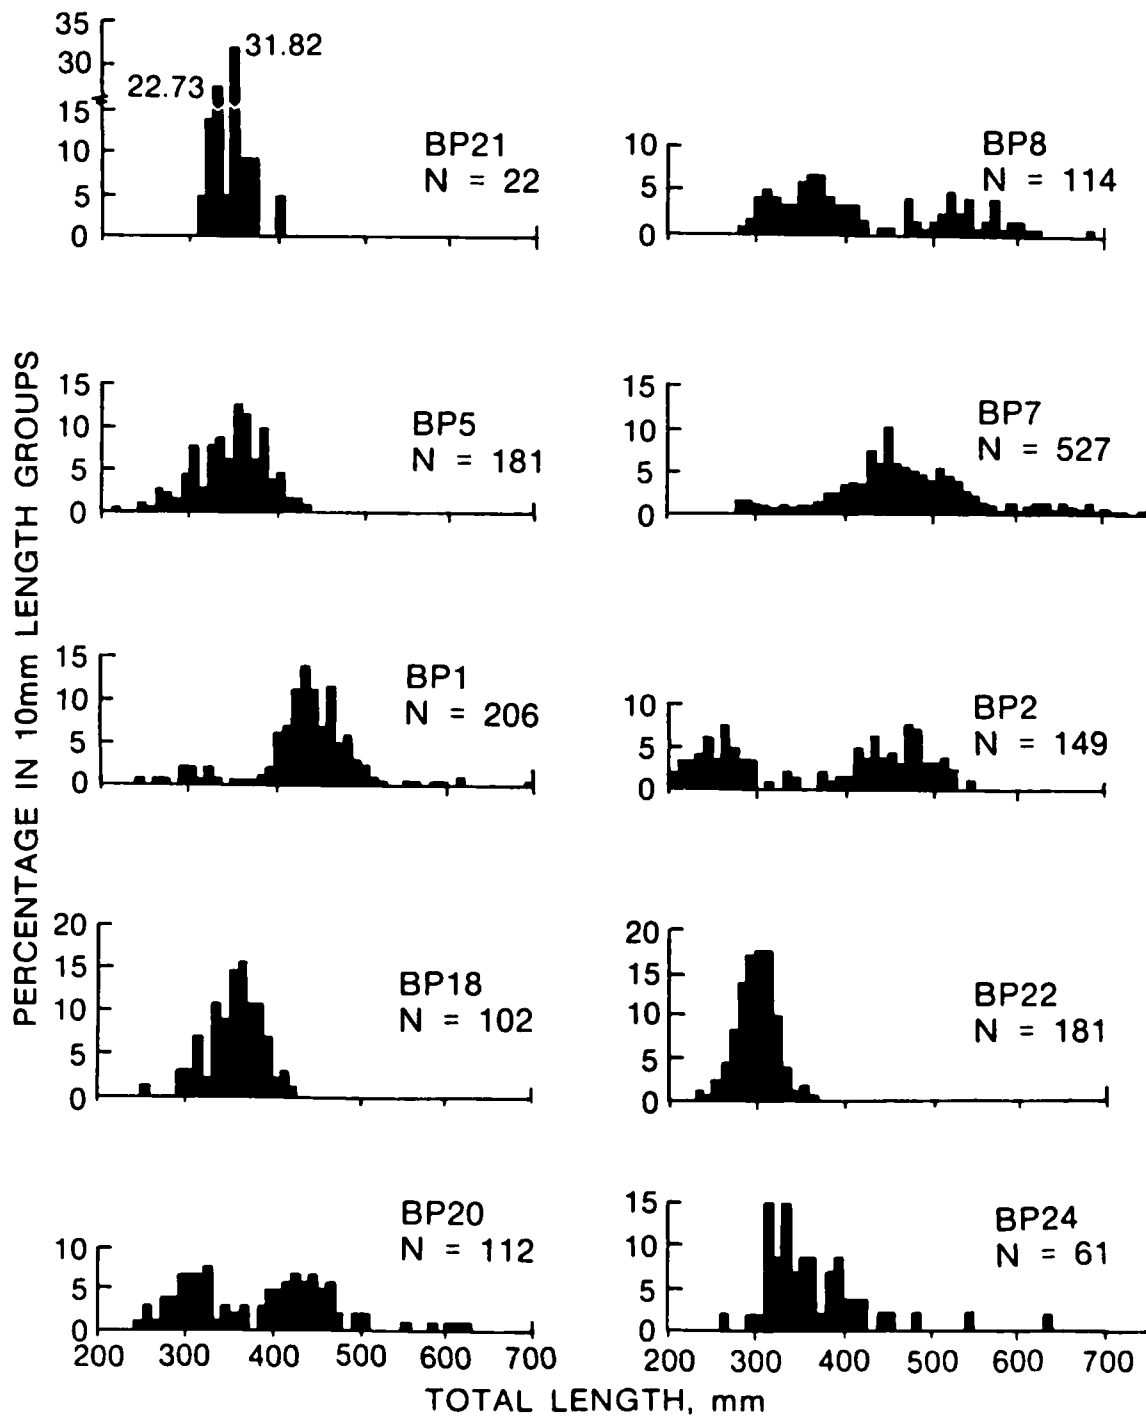 PERCENTAGE IN 10mm LENGTH GROUPS
35
30
15
10
5
0
22.73
31.82
BP21
N = 22
10
5
0
BP8
N = 114
15
10
5
0
BP5
N = 181
15
10
5
0
BP7
N = 527
15
10
5
0
BP1
N = 206
10
5
0
BP2
N = 149
20
15
10
5
0
BP18
N = 102
20
15
10
5
0
BP22
N = 181
10
5
0
BP20
N = 112
200 300 400 500 600 700
15
10
5
0
BP24
N = 61
200 300 400 500 600 700
TOTAL LENGTH, mm